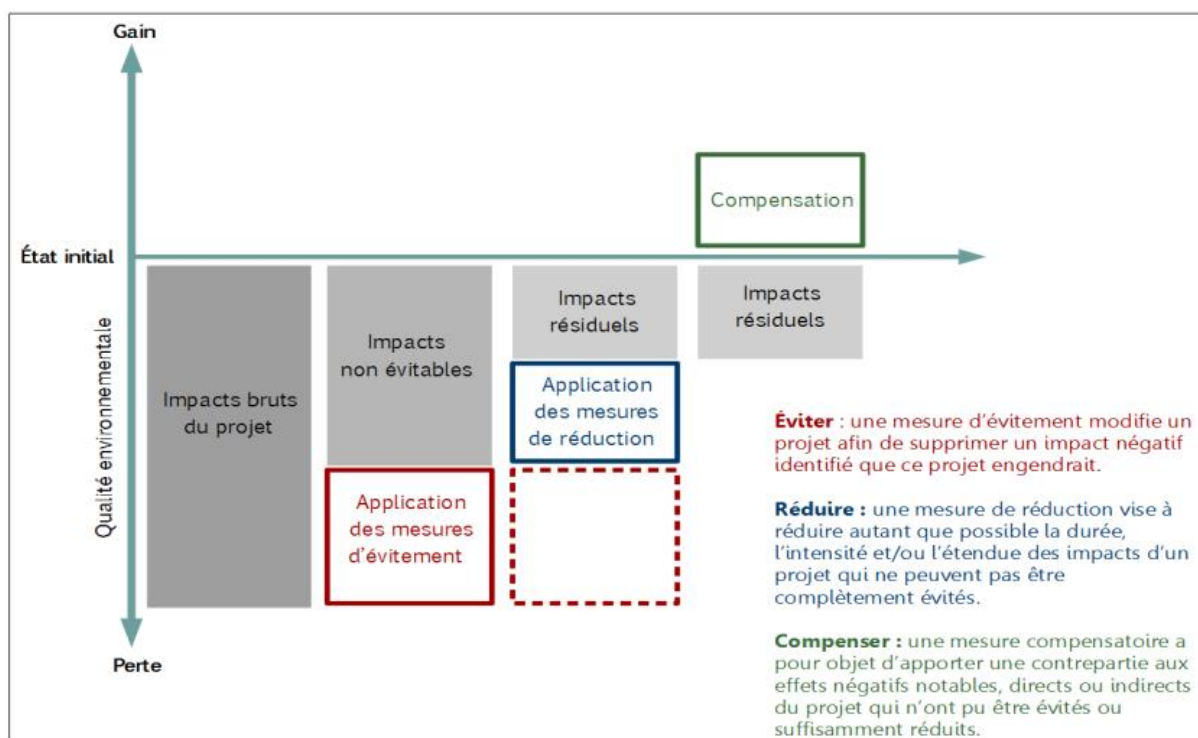 Gain
Compensation
État initial
Qualité environnementale
Impacts bruts
du projet
Impacts
non évitables
Application
des mesures
d'évitement
Impacts
résiduels
Application
des mesures
de réduction
Impacts
résiduels
Perte
Éviter : une mesure d'évitement modifie un
projet afin de supprimer un impact négatif
identifié que ce projet engendrait.
Réduire : une mesure de réduction vise à
réduire autant que possible la durée,
l'intensité et/ou l'étendue des impacts d'un
projet qui ne peuvent pas être
complètement évités.
Compenser : une mesure compensatoire a
pour objet d'apporter une contrepartie aux
effets négatifs notables, directs ou indirects
du projet qui n'ont pu être évités ou
suffisamment réduits.